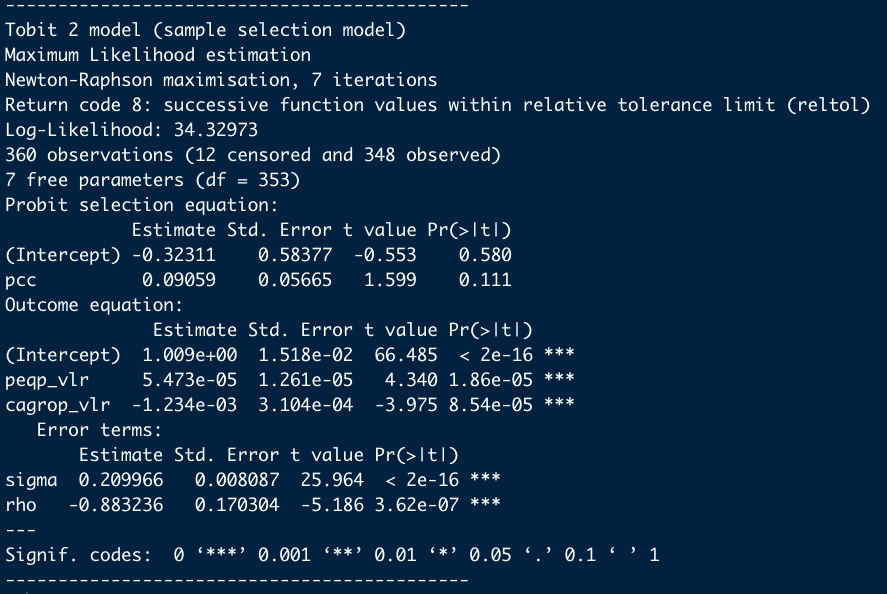 --------------------------------------------
Tobit 2 model (sample selection model)
Maximum Likelihood estimation
Newton-Raphson maximisation, 7 iterations
Return code 8: successive function values within relative tolerance limit (reltol)
Log-Likelihood: 34.32973
360 observations (12 censored and 348 observed)
7 free parameters (df = 353)
Probit selection equation:
            Estimate Std. Error t value Pr(>|t|)
(Intercept) -0.32311    0.58377  -0.553    0.580
pcc          0.09059    0.05665   1.599    0.111
Outcome equation:
              Estimate Std. Error t value Pr(>|t|)
(Intercept)  1.009e+00  1.518e-02  66.485  < 2e-16 ***
peqp_vlr     5.473e-05  1.261e-05   4.340 1.86e-05 ***
cagrop_vlr  -1.234e-03  3.104e-04  -3.975 8.54e-05 ***
   Error terms:
       Estimate Std. Error t value Pr(>|t|)
sigma  0.209966   0.008087  25.964  < 2e-16 ***
rho   -0.883236   0.170304  -5.186 3.62e-07 ***
---
Signif. codes:  0 ‘***’ 0.001 ‘**’ 0.01 ‘*’ 0.05 ‘.’ 0.1 ‘ ’ 1
--------------------------------------------